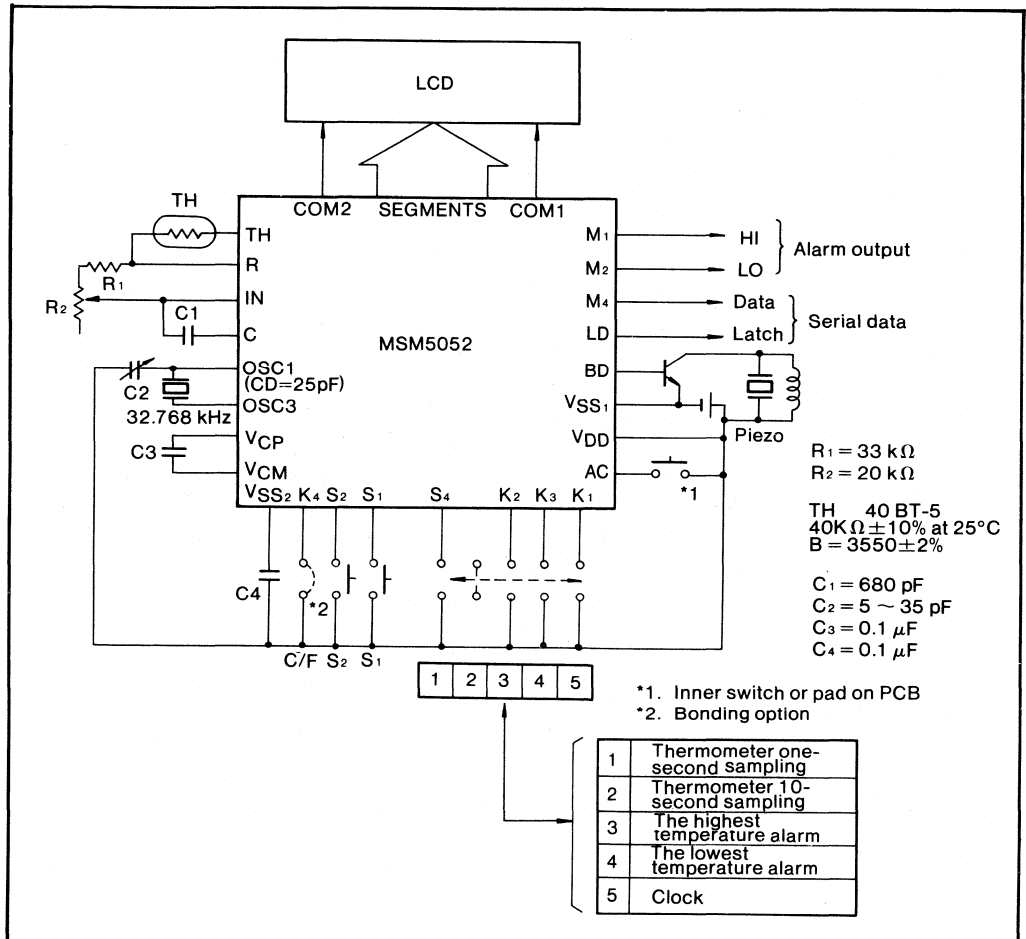 LCD
COM2 SEGMENTS COM1
TH
TH
R
R1
IN
R2
C1
C
MSM5052
OSC1
(CD=25pF)
C2
OSC3
32.768 kHz
VCP
C3
VCM
VSS2 K4 S2 S1 S4 K2 K3 K1
M1 HI
M2 LO
Alarm output
M4 Data
LD Latch
Serial data
BD
VSS1
VDD
Piezo
AC
*1
R1 = 33 kΩ
R2 = 20 kΩ
TH 40 BT-5
40KΩ±10% at 25°C
B = 3550±2%
C1 = 680 pF
C2 = 5 ~ 35 pF
C3 = 0.1 μF
C4 = 0.1 μF
C4
*2
C/F S2 S1
1 2 3 4 5
*1. Inner switch or pad on PCB
*2. Bonding option
1 Thermometer one-
second sampling
2 Thermometer 10-
second sampling
3 The highest
temperature alarm
4 The lowest
temperature alarm
5 Clock